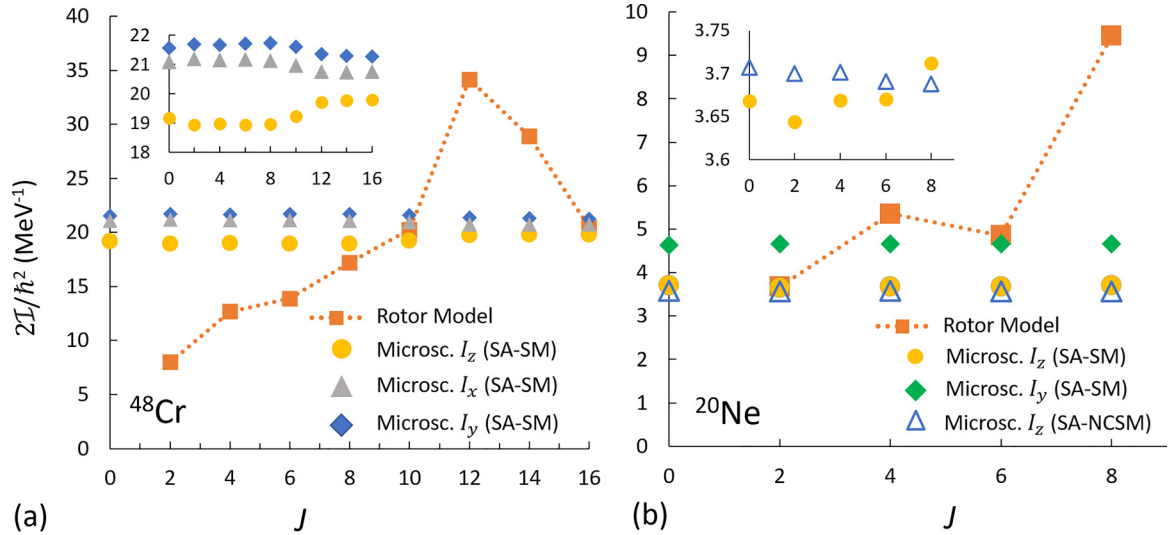 40
35
30
25
20
15
10
5
0
2ℐ/ℏ² (MeV⁻¹)
22
21
20
19
18
0 2 4 6 8 10 12 14 16
Rotor Model
Microsc. I_z (SA-SM)
Microsc. I_x (SA-SM)
Microsc. I_y (SA-SM)
⁴⁸Cr
0 2 4 6 8 10 12 14 16
(a)
J
10
9
8
7
6
5
4
3
2
1
0
3.75
3.7
3.65
3.6
0 2 4 6 8
Rotor Model
Microsc. I_z (SA-SM)
Microsc. I_y (SA-SM)
Microsc. I_z (SA-NCSM)
²⁰Ne
0 2 4 6 8
(b)
J